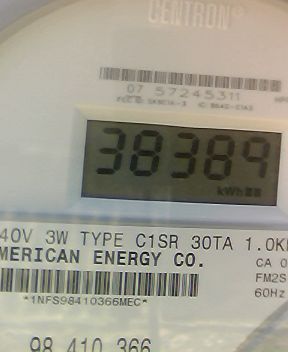 CENTRON®
07 57245311
38389
kWh
40V 3W TYPE C1SR 30TA 1.0K
MERICAN ENERGY CO.
CA 0
FM2S
60Hz
*1NFS98410366MEC*
98 410 366